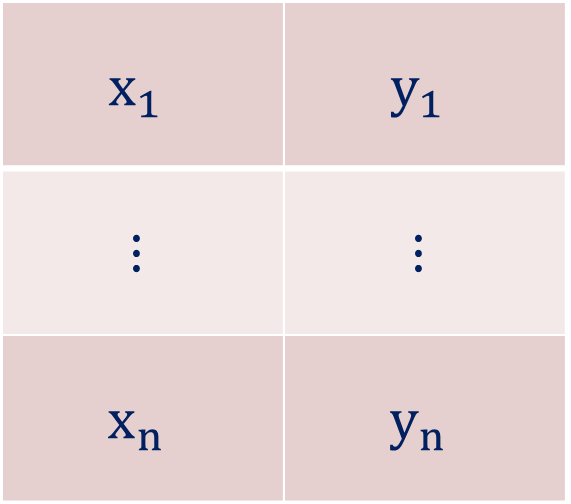 x₁ y₁
⋮ ⋮
xₙ yₙ